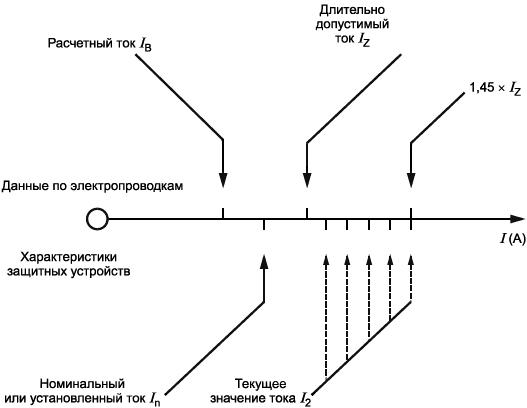 Расчетный ток I_B
Длительно
допустимый
ток I_Z
1,45 × I_Z
Данные по электропроводкам
I (А)
Характеристики
защитных устройств
Номинальный
или установленный ток I_n
Текущее
значение тока I_2